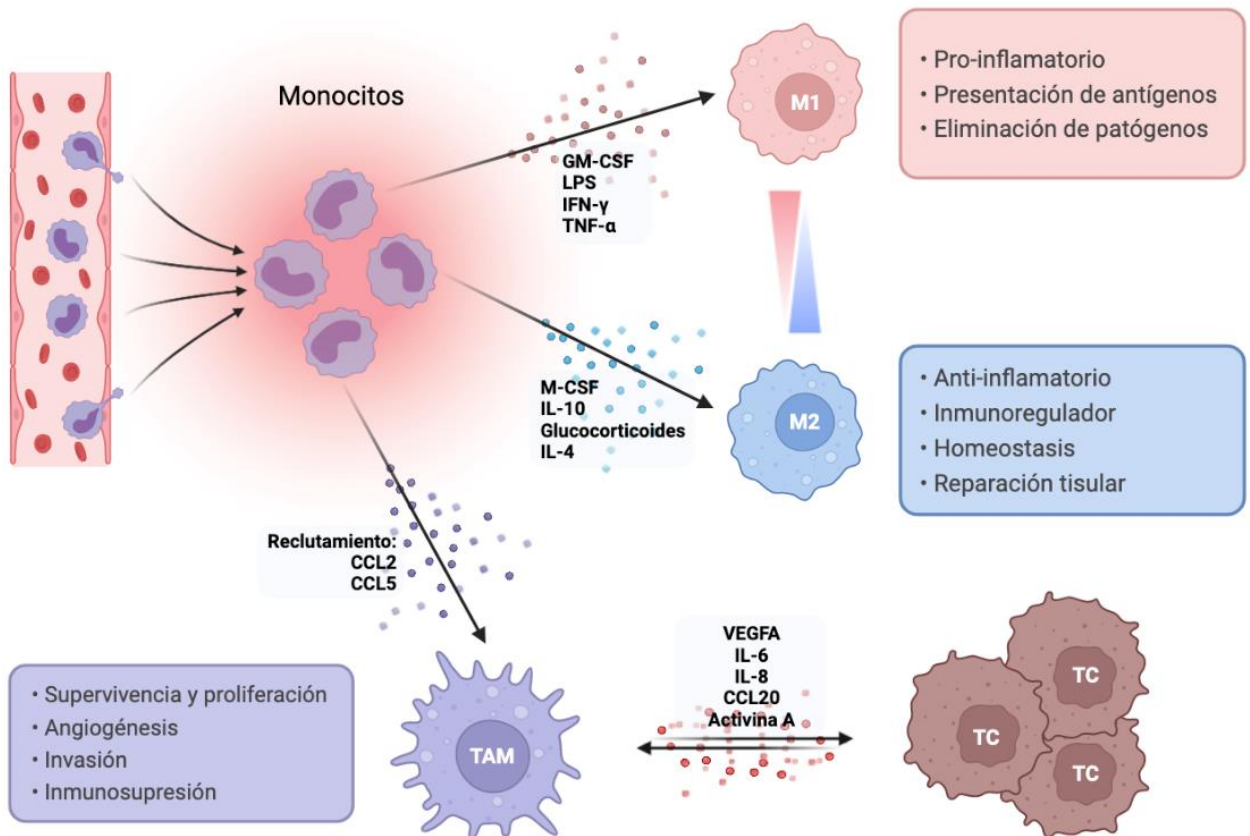 Monocitos
GM-CSF
LPS
IFN-γ
TNF-α
M1
• Pro-inflamatorio
• Presentación de antígenos
• Eliminación de patógenos
M-CSF
IL-10
Glucocorticoides
IL-4
M2
• Anti-inflamatorio
• Inmunoregulador
• Homeostasis
• Reparación tisular
Reclutamiento:
CCL2
CCL5
• Supervivencia y proliferación
• Angiogénesis
• Invasión
• Inmunosupresión
TAM
VEGFA
IL-6
IL-8
CCL20
Activina A
TC
TC
TC